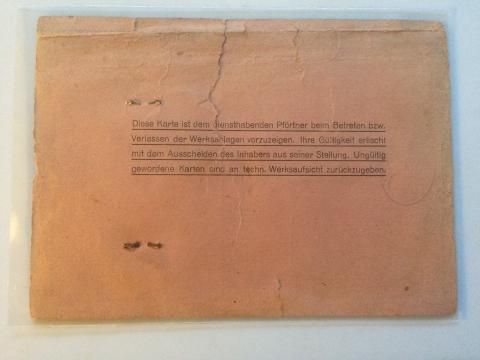 Diese Karte ist dem diensthabenden Pförtner beim Betreten bzw.
Verlassen der Werksanlagen vorzuzeigen. Ihre Gültigkeit erlischt
mit dem Ausscheiden des Inhabers aus seiner Stellung. Ungültig
gewordene Karten sind an techn. Werksaufsicht zurückzugeben.